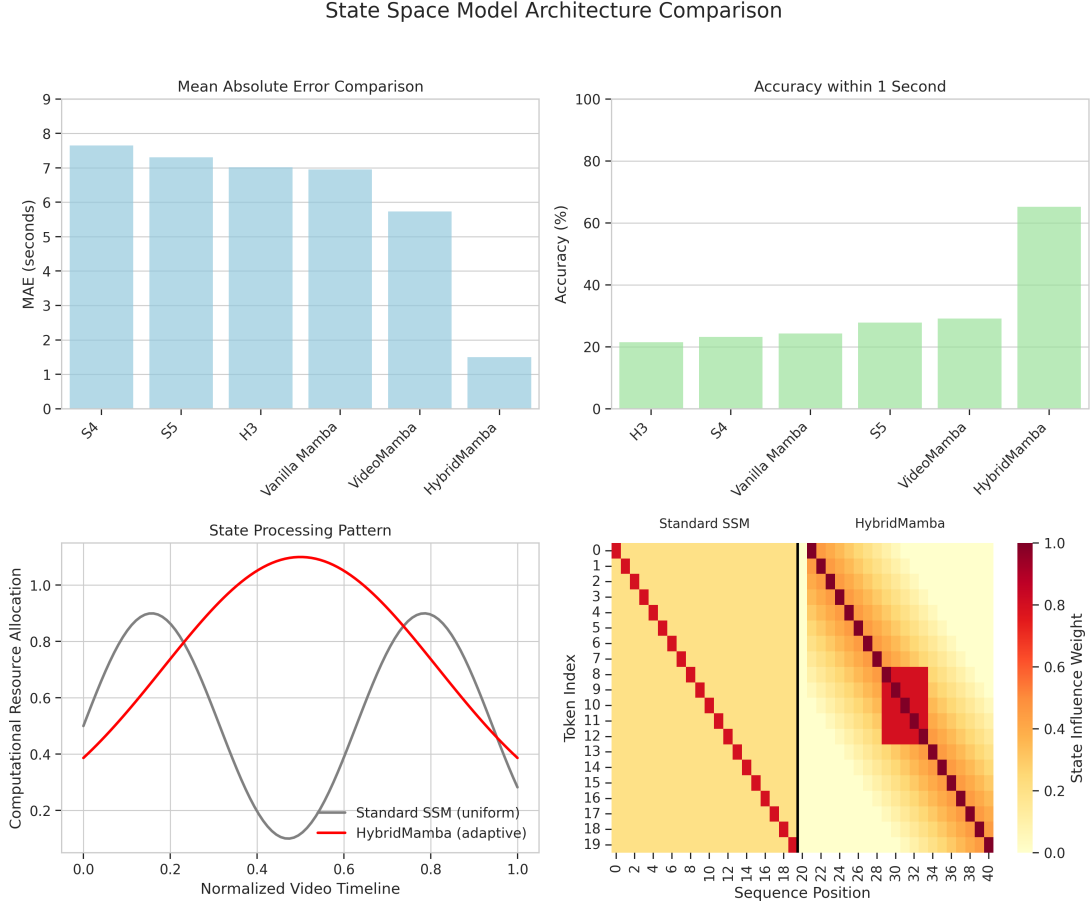 State Space Model Architecture Comparison
Mean Absolute Error Comparison
MAE (seconds)
9
8
7
6
5
4
3
2
1
0
S4
S5
H3
Vanilla Mamba
VideoMamba
HybridMamba
Accuracy within 1 Second
Accuracy (%)
100
80
60
40
20
0
H3
S4
Vanilla Mamba
S5
VideoMamba
HybridMamba
State Processing Pattern
Computational Resource Allocation
1.0
0.8
0.6
0.4
0.2
Standard SSM (uniform)
HybridMamba (adaptive)
0.0 0.2 0.4 0.6 0.8 1.0
Normalized Video Timeline
Standard SSM
HybridMamba
Token Index
0
1
2
3
4
5
6
7
8
9
10
11
12
13
14
15
16
17
18
19
0 2 4 6 8 10 12 14 16 18 20 22 24 26 28 30 32 34 36 38 40
Sequence Position
1.0
0.8
0.6
0.4
0.2
0.0
State Influence Weight